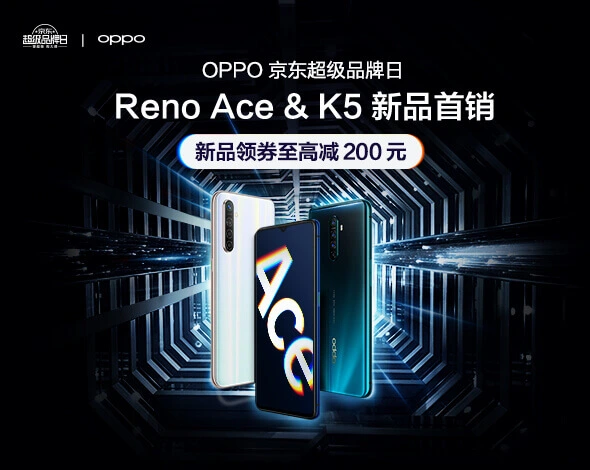 京东
超级品牌日
oppo
OPPO 京东超级品牌日
Reno Ace & K5 新品首销
新品领券至高减 200 元
ACE
oppo